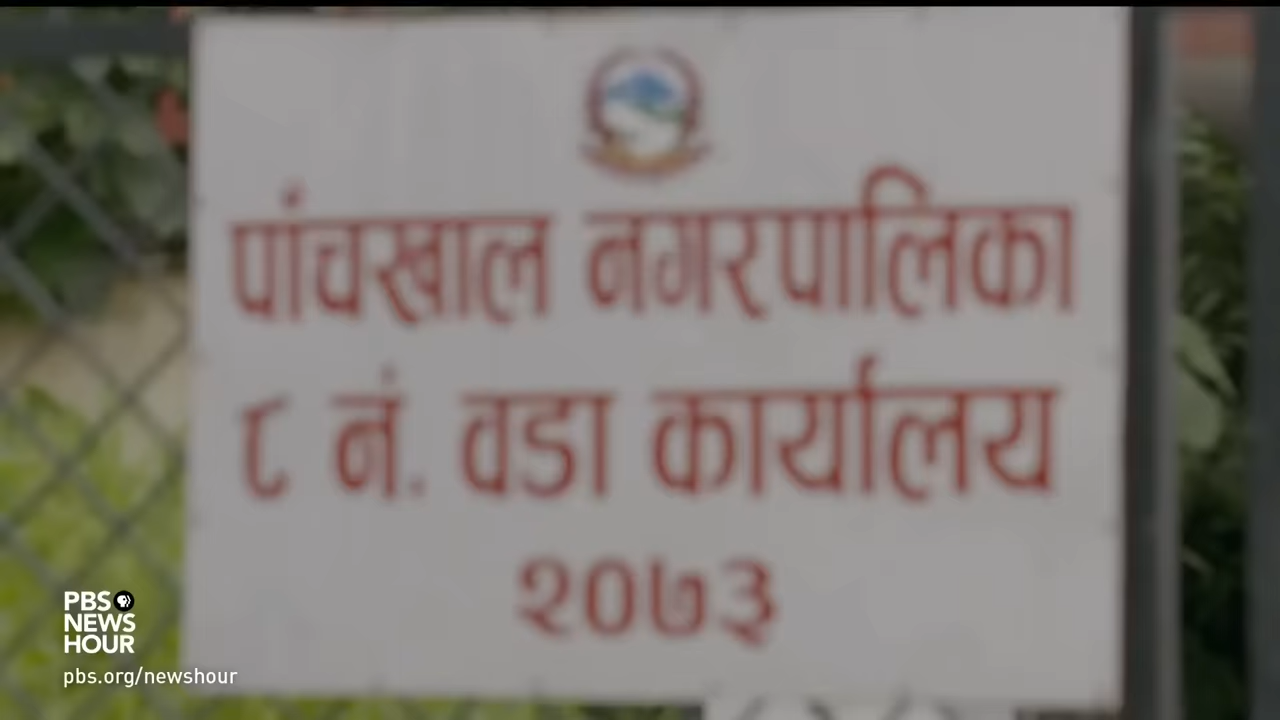 पांचखाल नगरपालिका
८ नं. वडा कार्यालय
२०७३
PBS
NEWS
HOUR
pbs.org/newshour